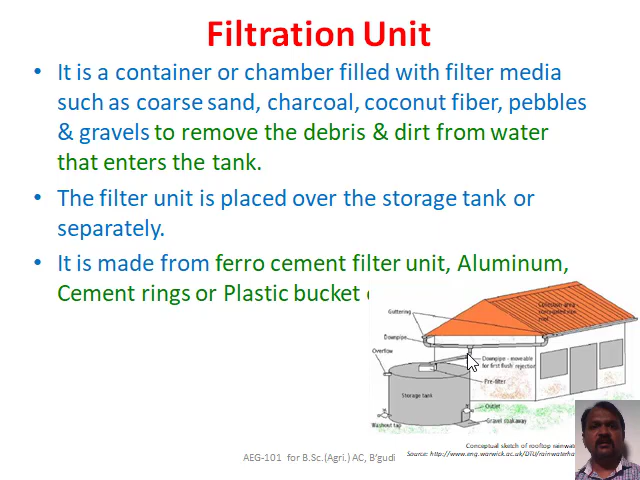 Filtration Unit
• It is a container or chamber filled with filter media
such as coarse sand, charcoal, coconut fiber, pebbles
& gravels to remove the debris & dirt from water
that enters the tank.
• The filter unit is placed over the storage tank or
separately.
• It is made from ferro cement filter unit, Aluminum,
Cement rings or Plastic bucket
Guttering
Downpipe
Overflow
Downpipe - moveable
for first flush rejection
Pre-filter
Storage tank
Outlet
Washout tap
Gravel soakaway
Conceptual sketch of rooftop rainwat
AEG-101 for B.Sc.(Agri.) AC, B'gudi
Source: http://www.eng.warwick.ac.uk/DTU/rainwaterha